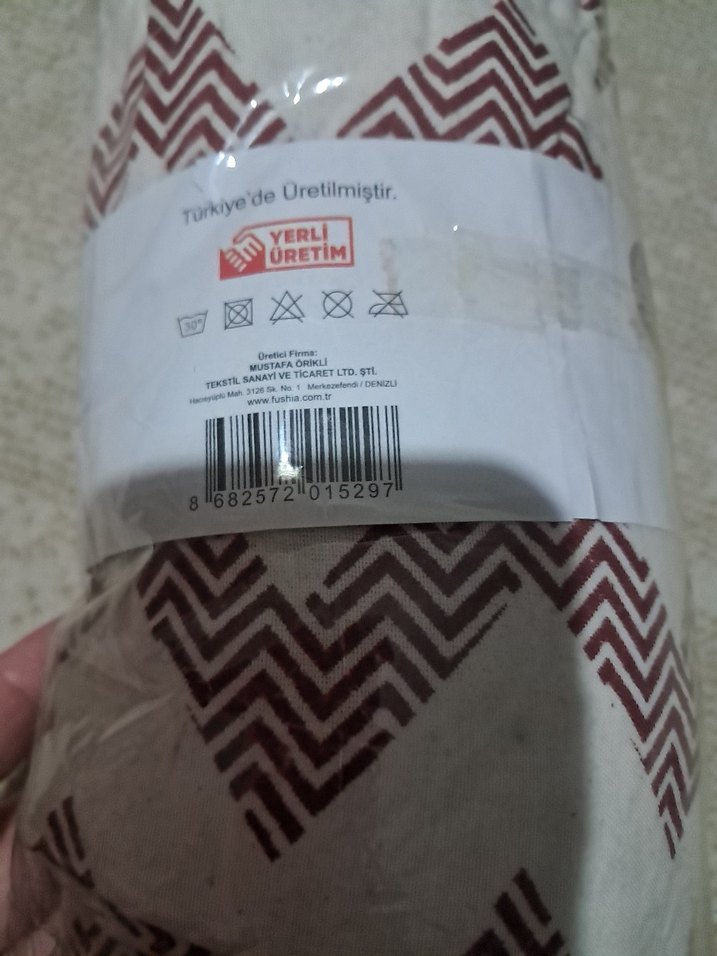 Türkiye'de Üretilmiştir.
YERLİ
ÜRETİM
30°
Üretici Firma:
MUSTAFA ÖRİKLİ
TEKSTİL SANAYİ VE TİCARET LTD. ŞTİ.
Hacıeyüplü Mah. 3126 Sk. No. 1 Merkezefendi / DENİZLİ
www.fushia.com.tr
8 682572 015297